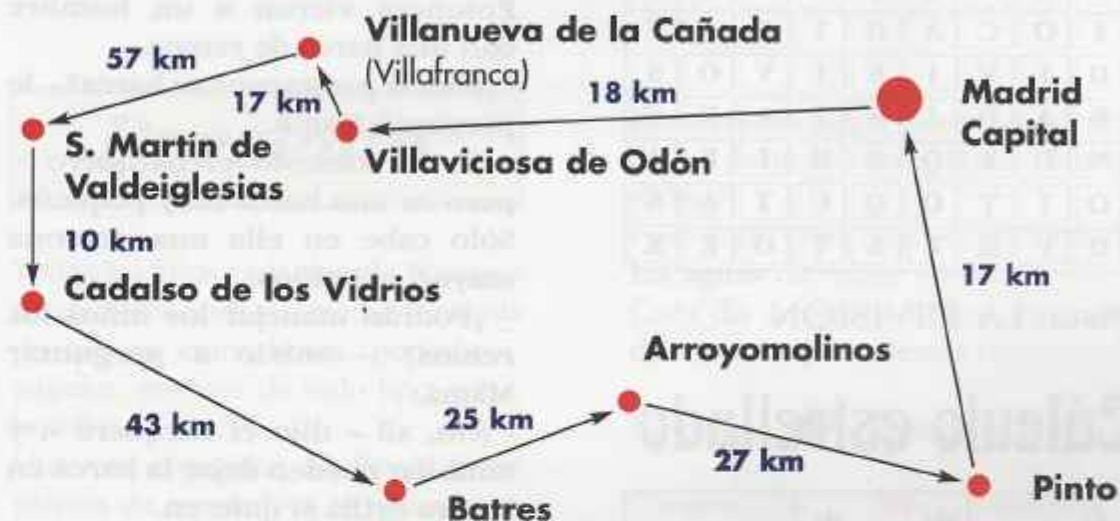 Villanueva de la Cañada
(Villafranca)
57 km
17 km
18 km
Madrid
Capital
S. Martín de
Valdeiglesias
Villaviciosa de Odón
10 km
Cadalso de los Vidrios
17 km
Arroyomolinos
43 km
25 km
27 km
Batres
Pinto